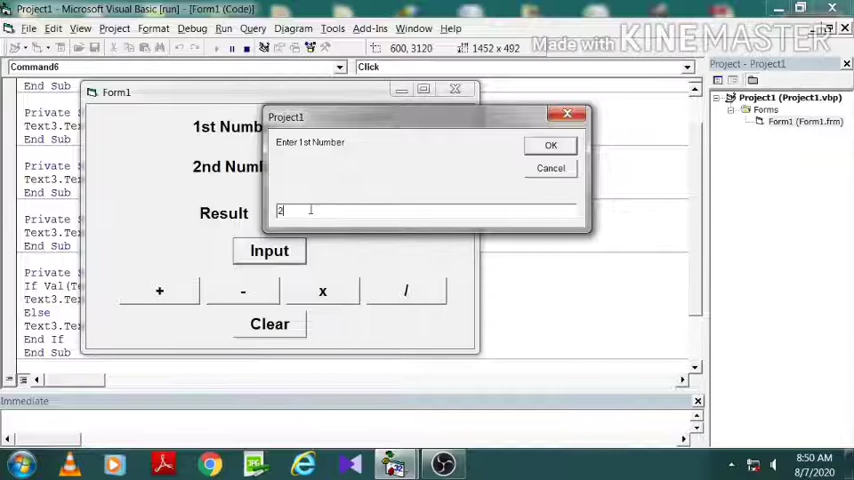 Project1 - Microsoft Visual Basic [run] - [Form1 (Code)]
File Edit View Project Format Debug Run Query Diagram Tools Add-Ins Window Help
600, 3120
1452 x 492
Made with KINEMASTER
Command6
Click
Project - Project1
End Sub
Private
Text3.Te
End Sub
Private
Text3.Te
End Sub
Private S
Text3.Te
End Sub
Private S
If Val(Te
Text3.Tex
Else
Text3.Tex
End If
End Sub
Form1
1st Numb
2nd Num
Result
Input
+
-
x
/
Clear
Project1
Enter 1st Number
OK
Cancel
2
Project1 (Project1.vbp)
Forms
Form1 (Form1.frm)
Immediate
8:50 AM
8/7/2020